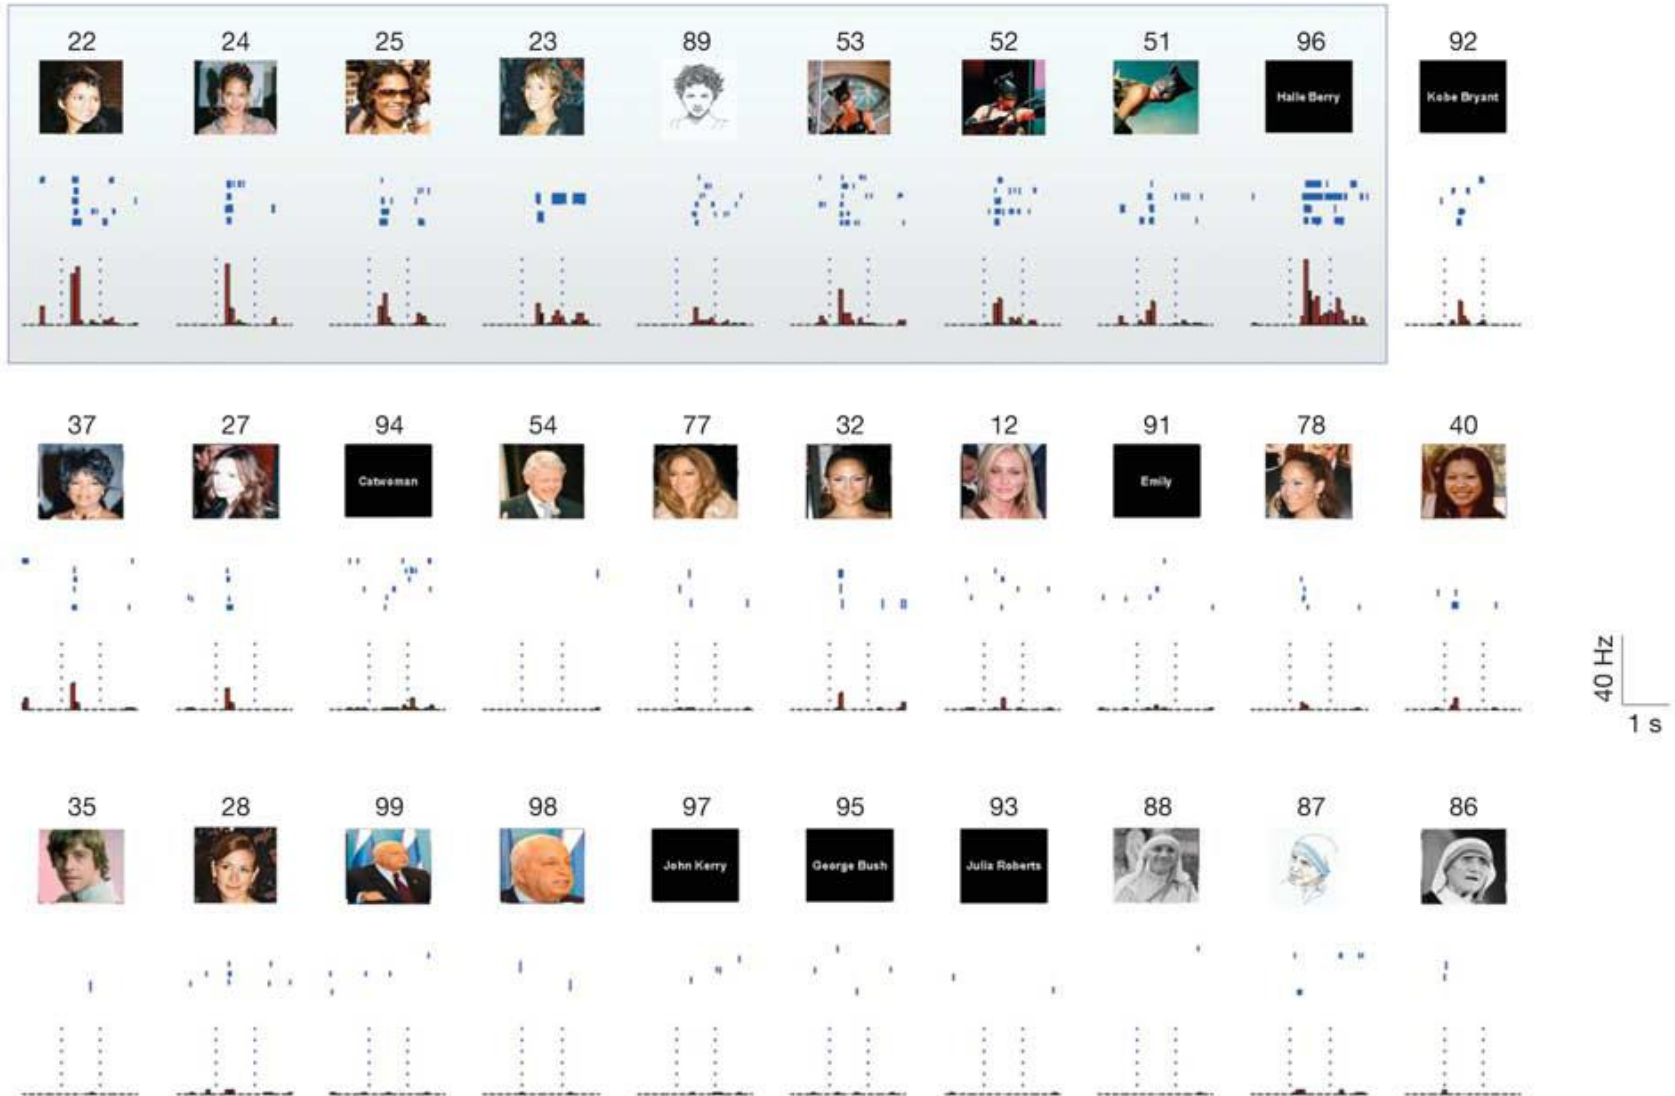 22 24 25 23 89 53 52 51 96 92
Halle Berry Kobe Bryant
37 27 94 54 77 32 12 91 78 40
Catwoman Emily
40 Hz
1 s
35 28 99 98 97 95 93 88 87 86
John Kerry George Bush Julia Roberts